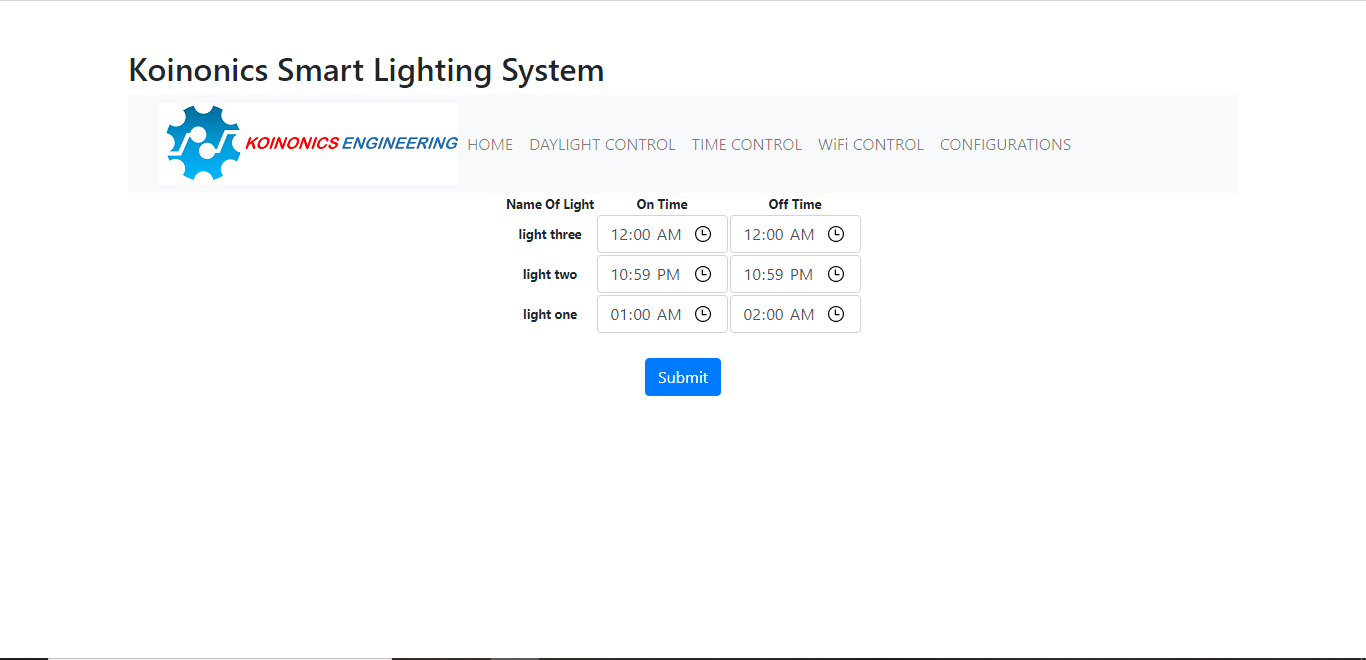 Koinonics Smart Lighting System
KOINONICS ENGINEERING HOME DAYLIGHT CONTROL TIME CONTROL WiFi CONTROL CONFIGURATIONS
Name Of Light On Time Off Time
light three 12:00 AM 12:00 AM
light two 10:59 PM 10:59 PM
light one 01:00 AM 02:00 AM
Submit